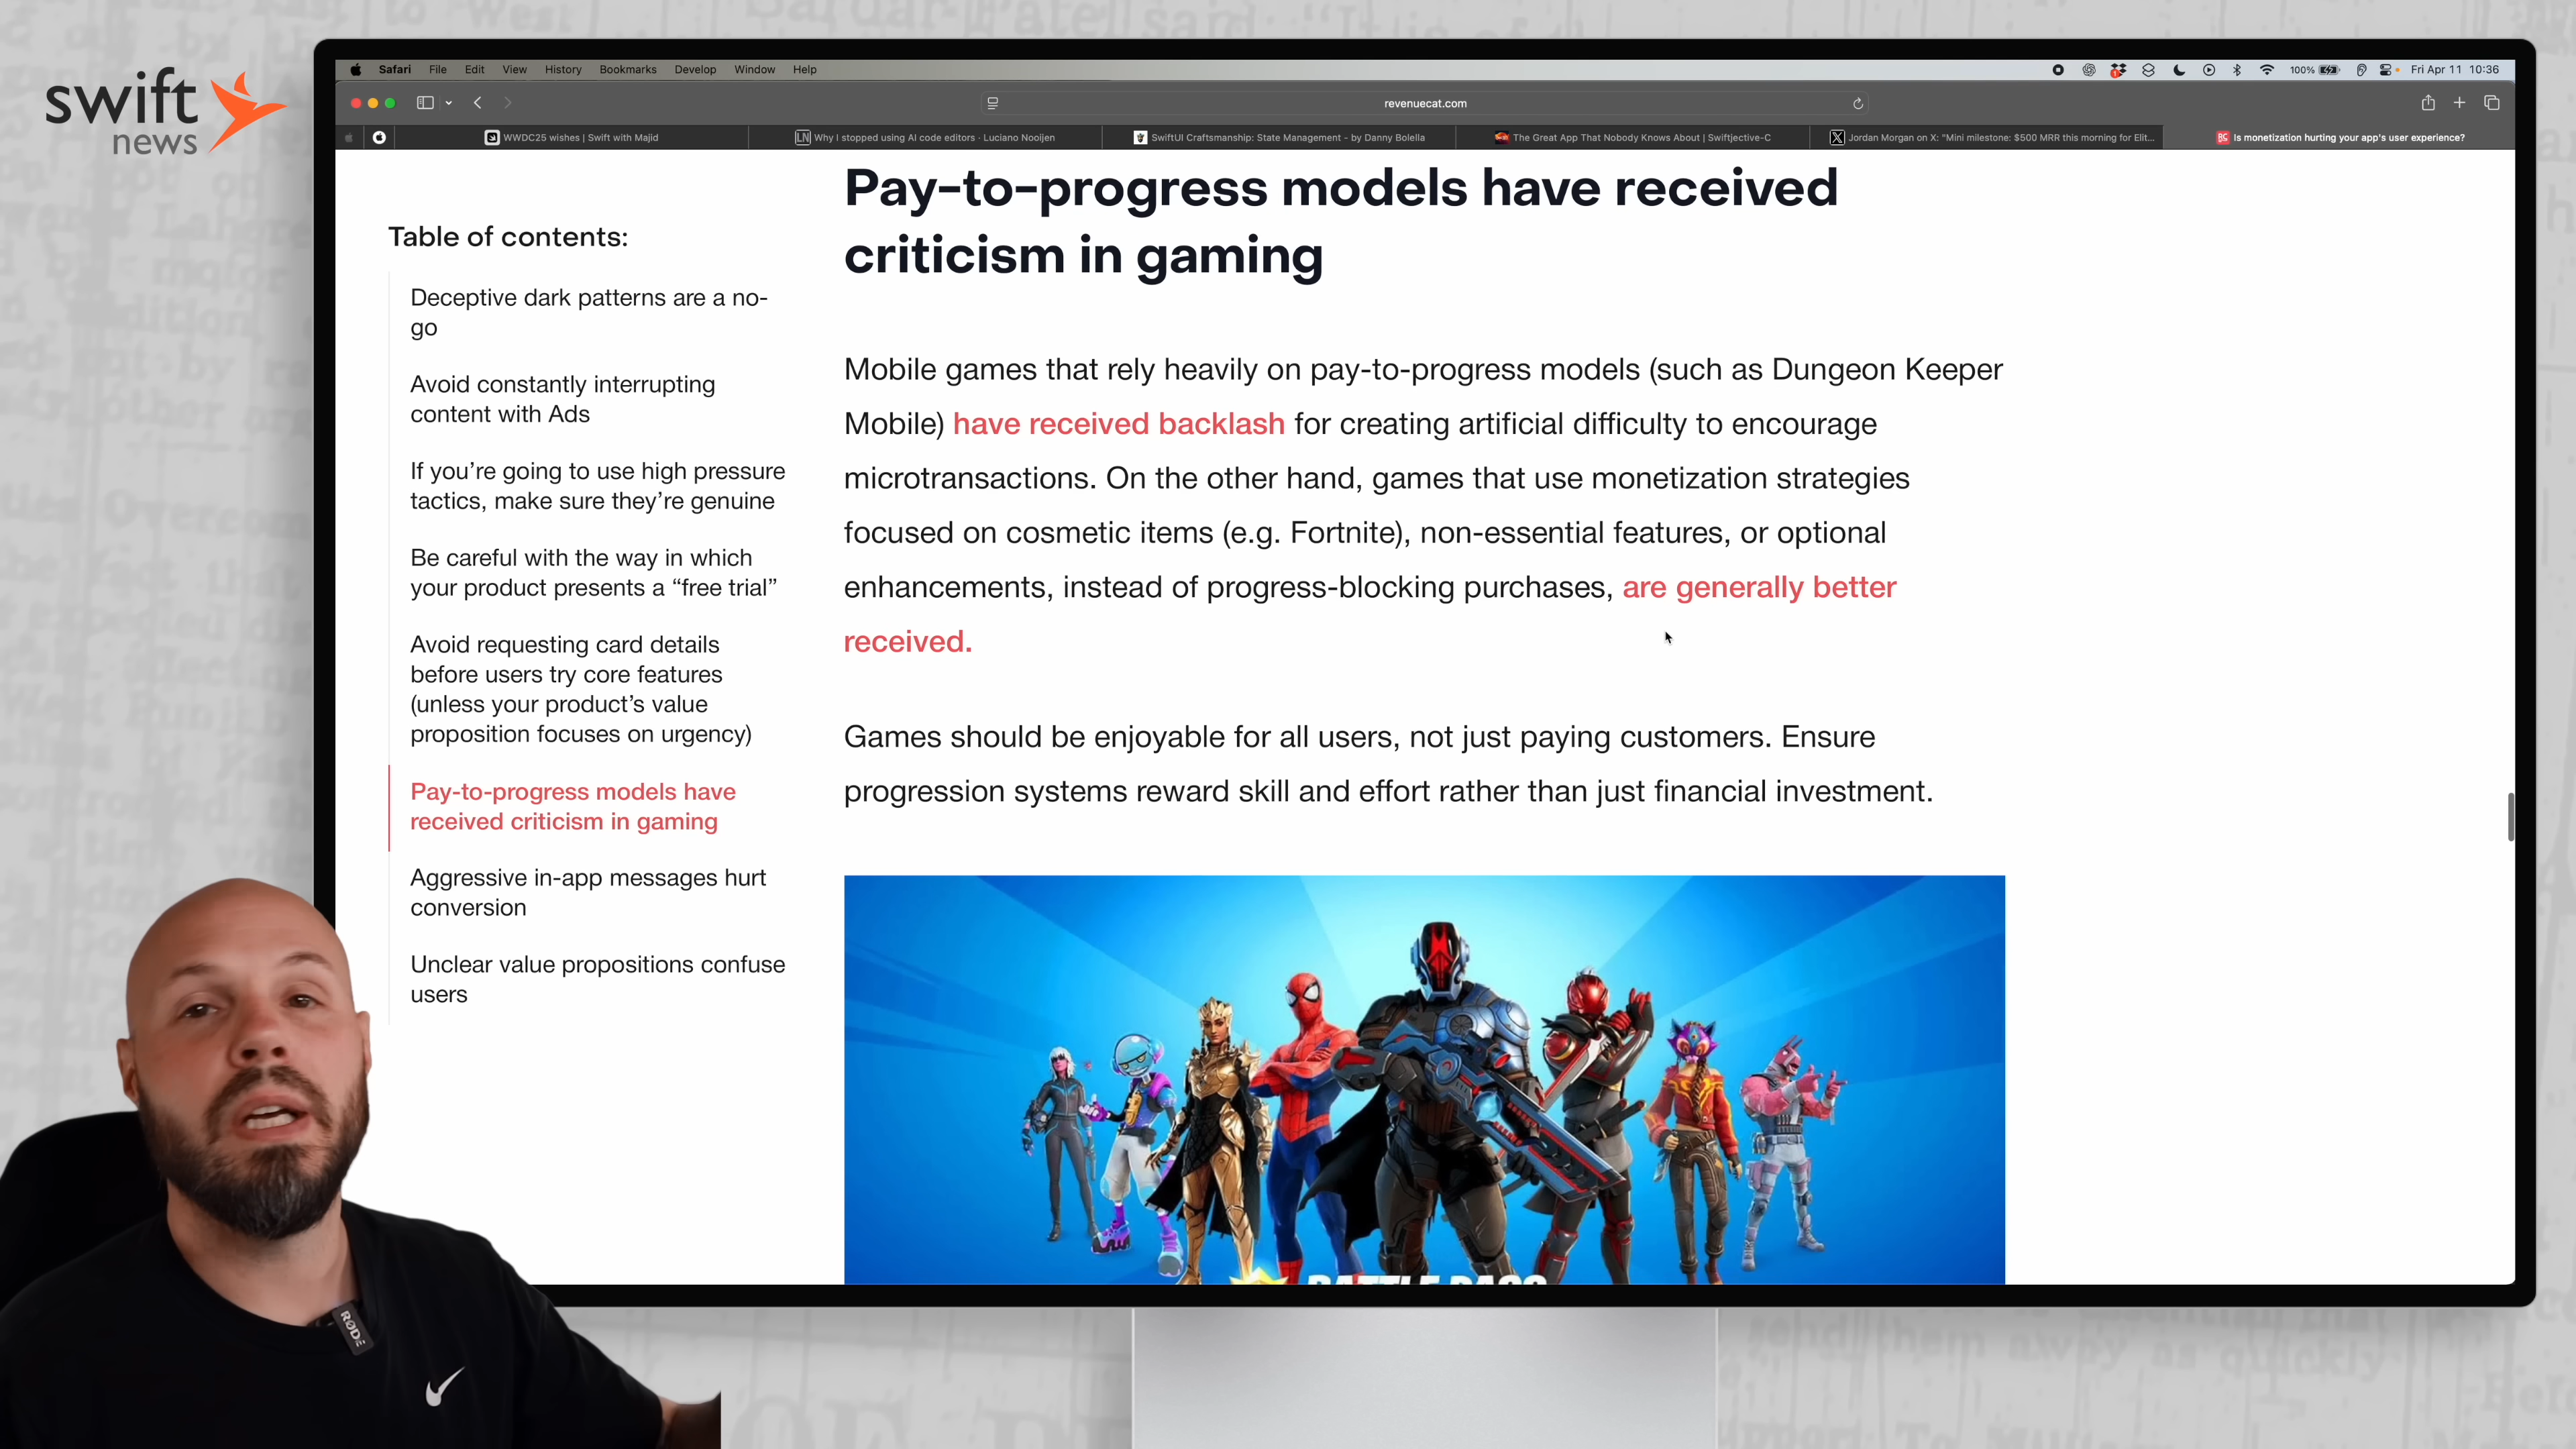 swift
news
Safari File Edit View History Bookmarks Develop Window Help
100% Fri Apr 11 10:36
revenuecat.com
WWDC25 wishes | Swift with Majid
LN Why I stopped using AI code editors · Luciano Nooijen
SwiftUI Craftsmanship: State Management - by Danny Bolella
The Great App That Nobody Knows About | Swiftjective-C
Jordan Morgan on X: "Mini milestone: $500 MRR this morning for Elit...
RC Is monetization hurting your app's user experience?
Table of contents:
Deceptive dark patterns are a no-
go
Avoid constantly interrupting
content with Ads
If you’re going to use high pressure
tactics, make sure they’re genuine
Be careful with the way in which
your product presents a “free trial”
Avoid requesting card details
before users try core features
(unless your product’s value
proposition focuses on urgency)
Pay-to-progress models have
received criticism in gaming
Aggressive in-app messages hurt
conversion
Unclear value propositions confuse
users
Pay-to-progress models have received
criticism in gaming
Mobile games that rely heavily on pay-to-progress models (such as Dungeon Keeper
Mobile) have received backlash for creating artificial difficulty to encourage
microtransactions. On the other hand, games that use monetization strategies
focused on cosmetic items (e.g. Fortnite), non-essential features, or optional
enhancements, instead of progress-blocking purchases, are generally better
received.
Games should be enjoyable for all users, not just paying customers. Ensure
progression systems reward skill and effort rather than just financial investment.
BATTLE PASS
RØDE